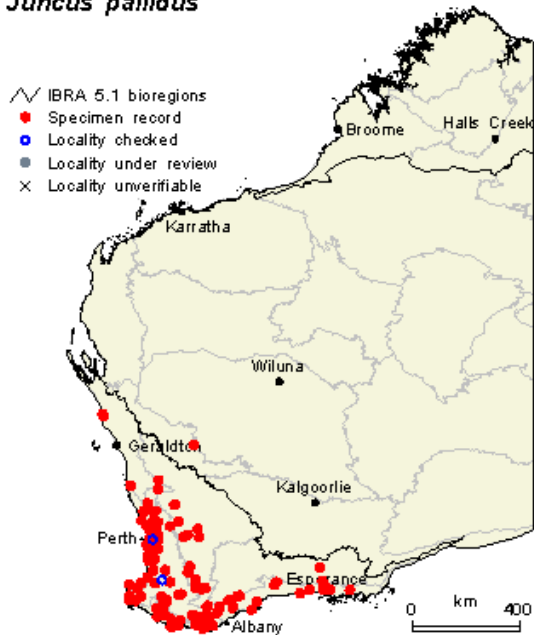 Juncus pallidus
IBRA 5.1 bioregions
Specimen record
Locality checked
Locality under review
Locality unverifiable
Broome
Halls Creek
Karratha
Wiluna
Geraldton
Kalgoorlie
Perth
Esperance
Albany
km
0 400